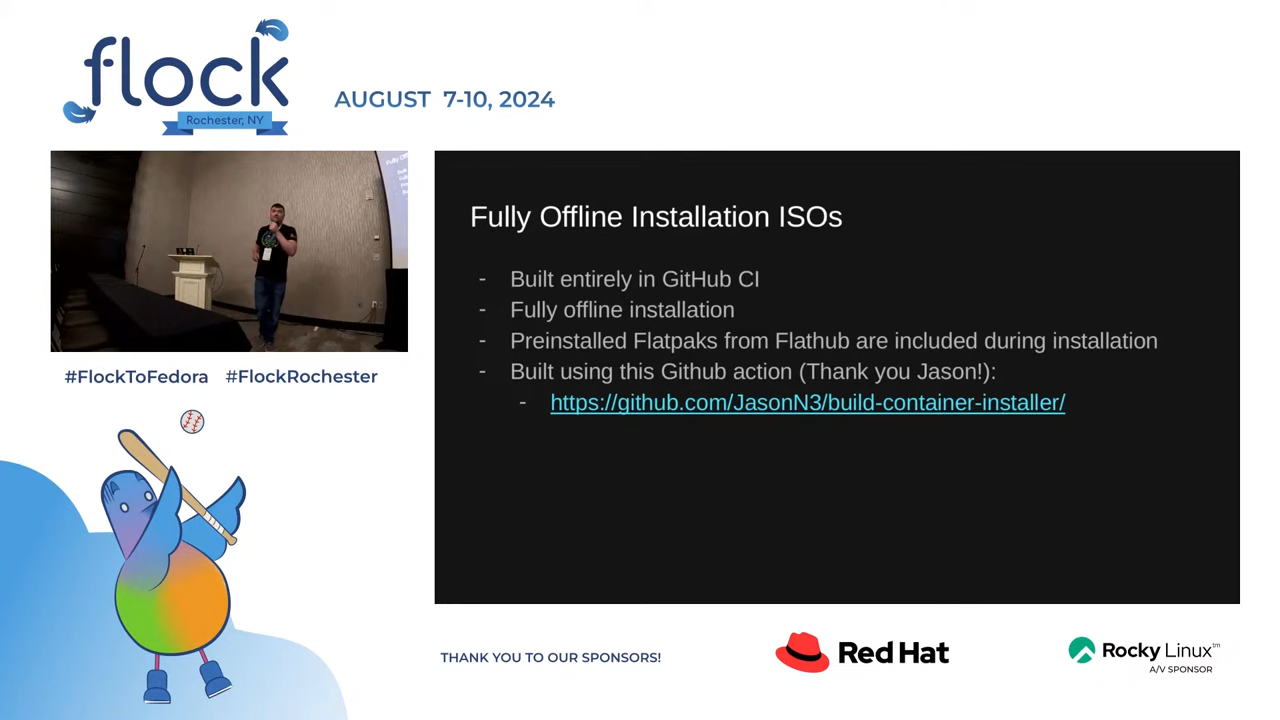 flock
Rochester, NY
AUGUST 7-10, 2024
Fully Offline Installation ISOs
- Built entirely in GitHub CI
- Fully offline installation
- Preinstalled Flatpaks from Flathub are included during installation
- Built using this Github action (Thank you Jason!):
- https://github.com/JasonN3/build-container-installer/
#FlockToFedora #FlockRochester
THANK YOU TO OUR SPONSORS!
Red Hat
Rocky Linux™
A/V SPONSOR